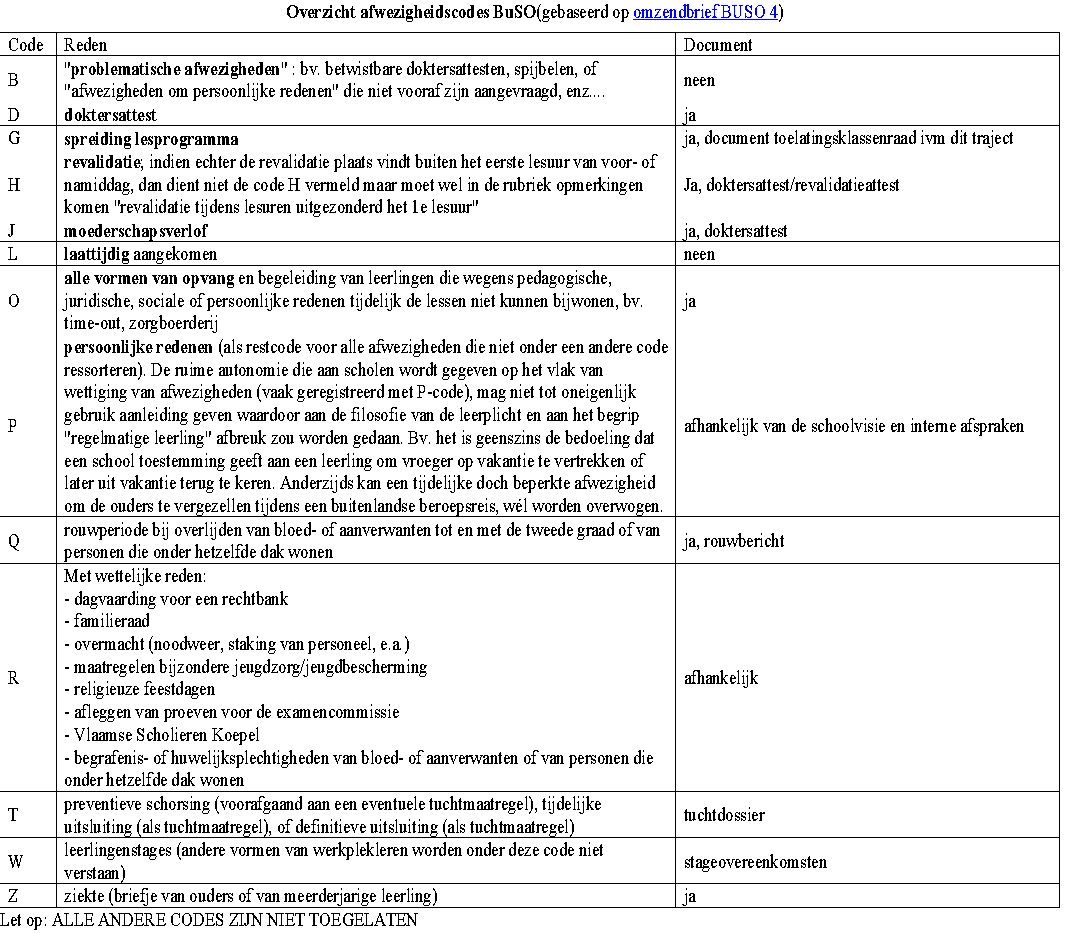 Overzicht afwezigheidscodes BuSO(gebaseerd op omzendbrief BUSO 4)
Code Reden Document
B "problematische afwezigheden" : bv. betwistbare doktersattesten, spijbelen, of
"afwezigheden om persoonlijke redenen" die niet vooraf zijn aangevraagd, enz.... neen
D doktersattest ja
G spreiding lesprogramma ja, document toelatingsklassenraad ivm dit traject
H revalidatie, indien echter de revalidatie plaats vindt buiten het eerste lesuur van voor- of
namiddag, dan dient niet de code H vermeld maar moet wel in de rubriek opmerkingen
komen "revalidatie tijdens lesuren uitgezonderd het 1e lesuur" Ja, doktersattest/revalidatieattest
J moederschapsverlof ja, doktersattest
L laattijdig aangekomen neen
O alle vormen van opvang en begeleiding van leerlingen die wegens pedagogische,
juridische, sociale of persoonlijke redenen tijdelijk de lessen niet kunnen bijwonen, bv.
time-out, zorgboerderij ja
P persoonlijke redenen (als restcode voor alle afwezigheden die niet onder een andere code
ressorteren). De ruime autonomie die aan scholen wordt gegeven op het vlak van
wettiging van afwezigheden (vaak geregistreerd met P-code), mag niet tot oneigenlijk
gebruik aanleiding geven waardoor aan de filosofie van de leerplicht en aan het begrip
"regelmatige leerling" afbreuk zou worden gedaan. Bv. het is geenszins de bedoeling dat
een school toestemming geeft aan een leerling om vroeger op vakantie te vertrekken of
later uit vakantie terug te keren. Anderzijds kan een tijdelijke doch beperkte afwezigheid
om de ouders te vergezellen tijdens een buitenlandse beroepsreis, wél worden overwogen. afhankelijk van de schoolvisie en interne afspraken
Q rouwperiode bij overlijden van bloed- of aanverwanten tot en met de tweede graad of van
personen die onder hetzelfde dak wonen ja, rouwbericht
R Met wettelijke reden:
- dagvaarding voor een rechtbank
- familieraad
- overmacht (noodweer, staking van personeel, e.a.)
- maatregelen bijzondere jeugdzorg/jeugdbescherming
- religieuze feestdagen
- afleggen van proeven voor de examencommissie
- Vlaamse Scholieren Koepel
- begrafenis- of huwelijksplechtigheden van bloed- of aanverwanten of van personen die
onder hetzelfde dak wonen afhankelijk
T preventieve schorsing (voorafgaand aan een eventuele tuchtmaatregel), tijdelijke
uitsluiting (als tuchtmaatregel), of definitieve uitsluiting (als tuchtmaatregel) tuchtdossier
W leerlingenstages (andere vormen van werkplekleren worden onder deze code niet
verstaan) stageovereenkomsten
Z ziekte (briefje van ouders of van meerderjarige leerling) ja
Let op: ALLE ANDERE CODES ZIJN NIET TOEGELATEN